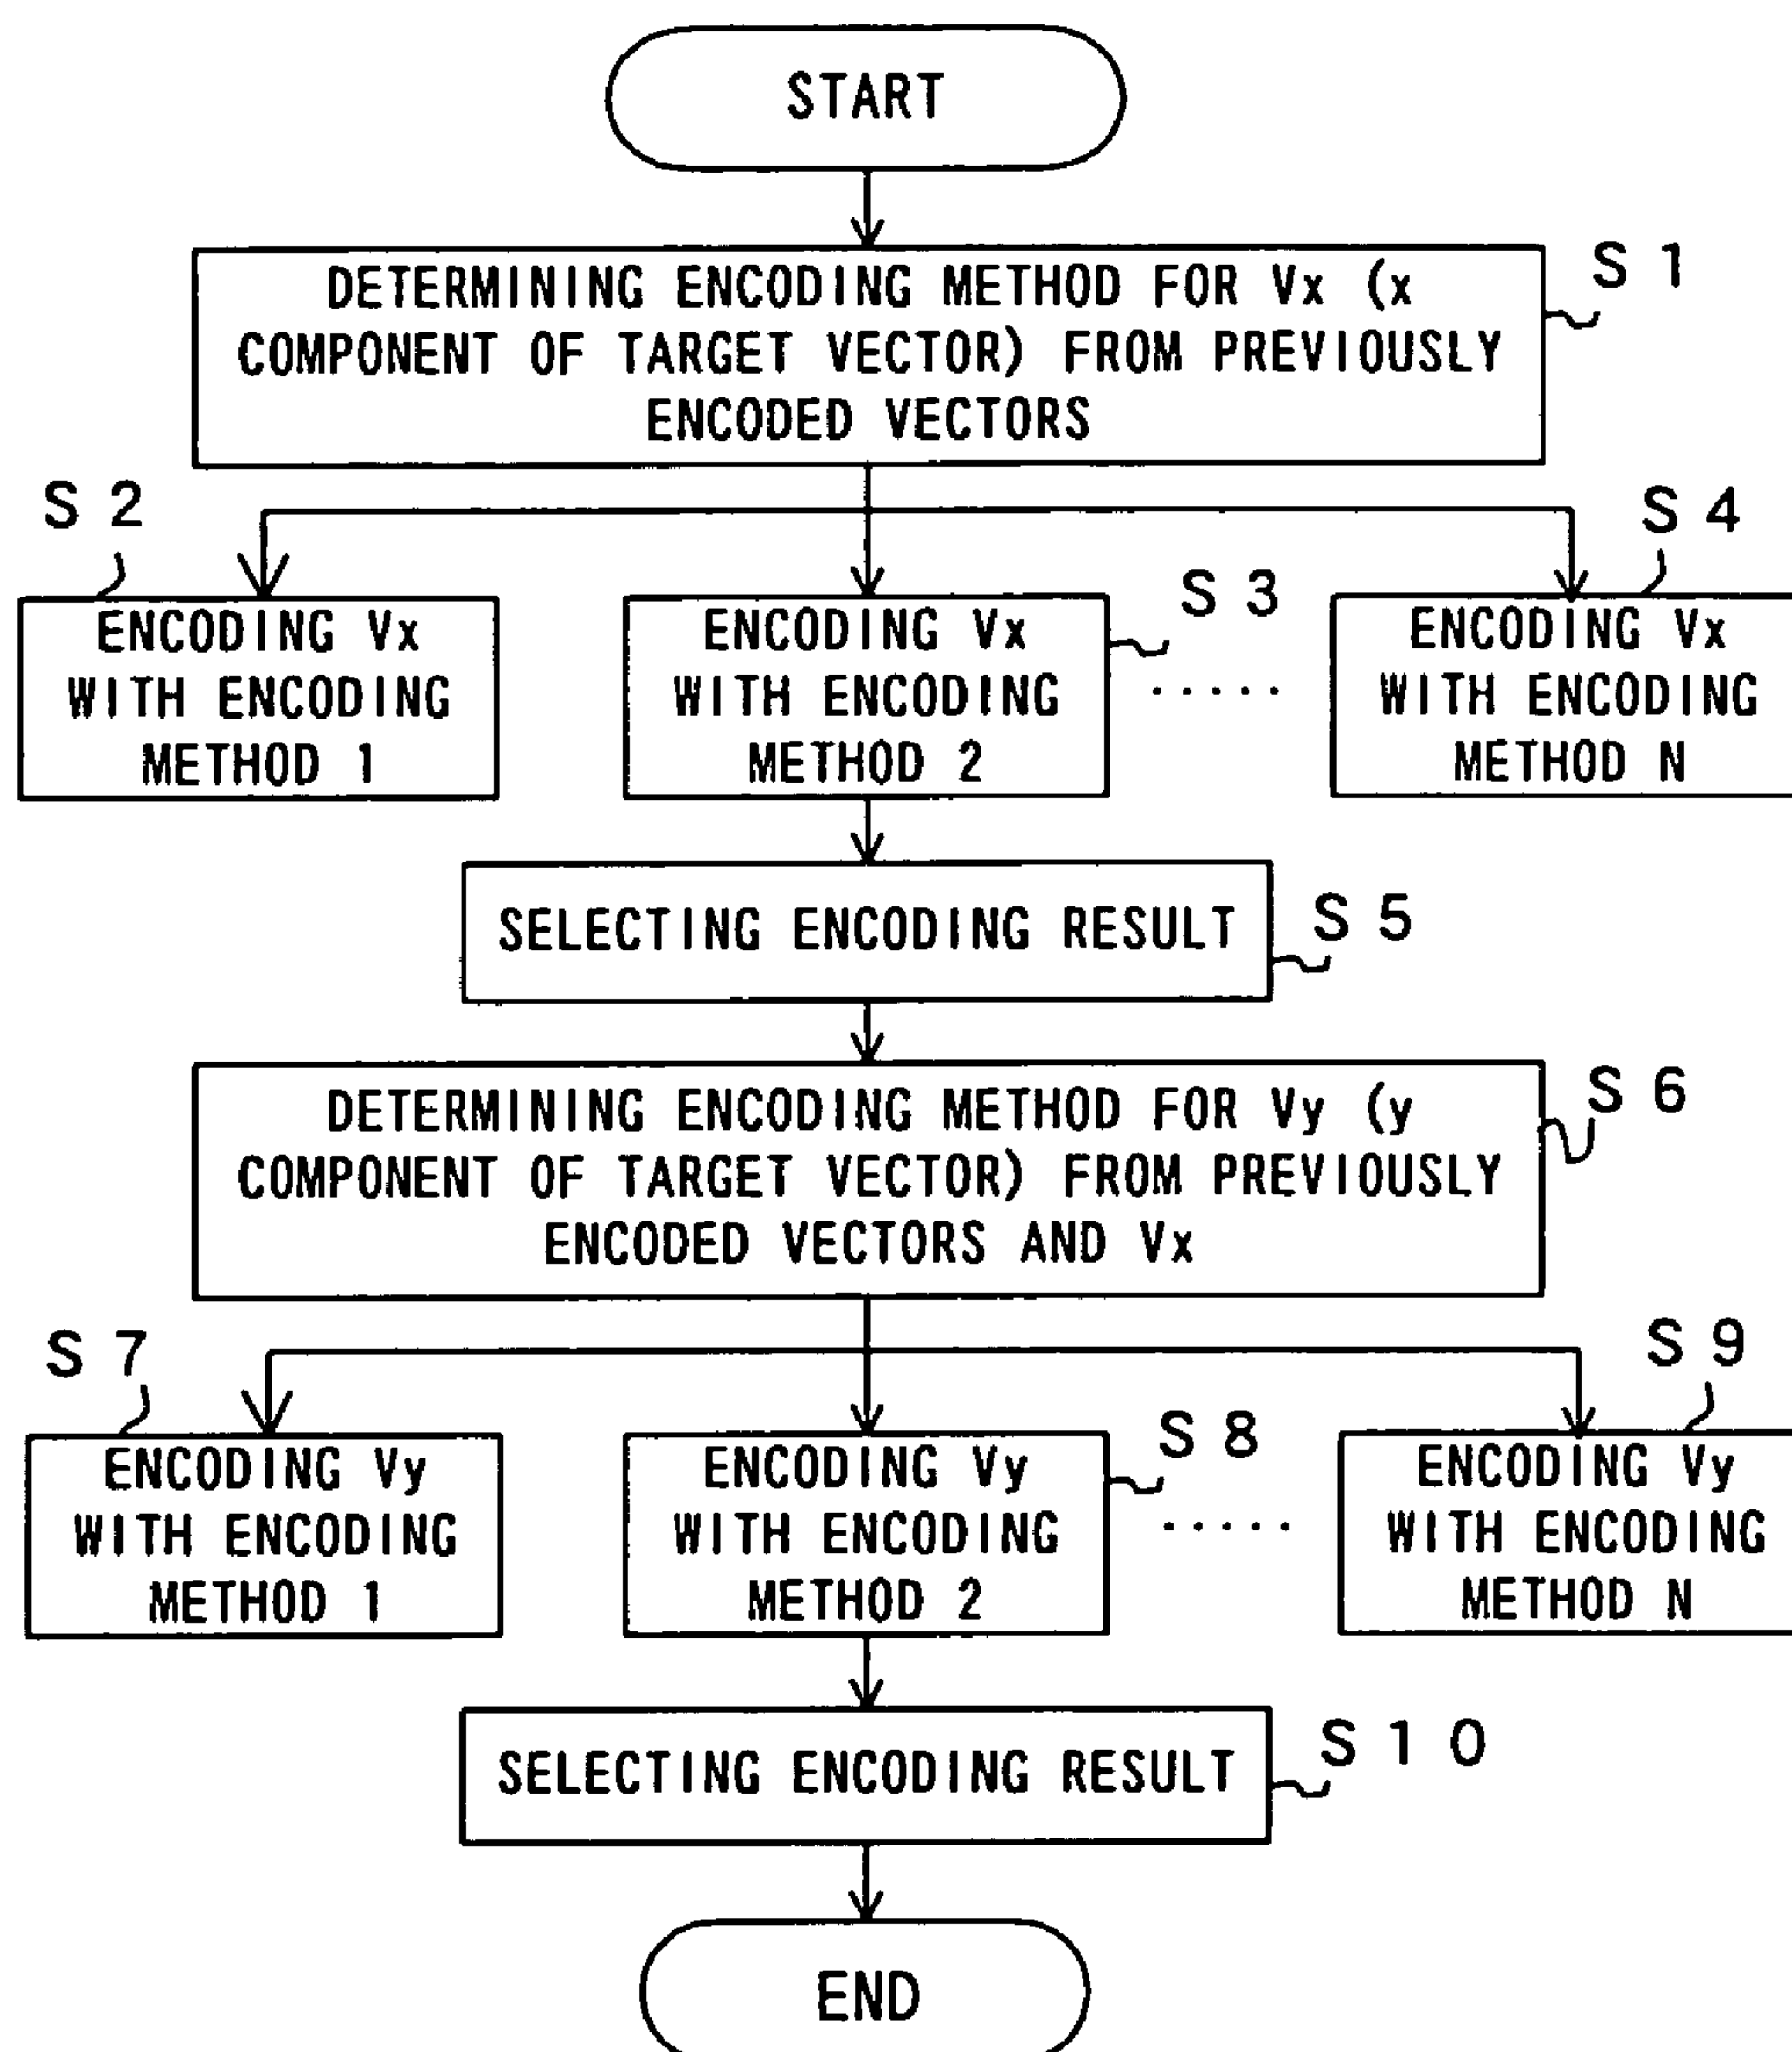 START
S 1
DETERMINING ENCODING METHOD FOR Vx (x
COMPONENT OF TARGET VECTOR) FROM PREVIOUSLY
ENCODED VECTORS
S 2
ENCODING Vx
WITH ENCODING
METHOD 1
S 3
ENCODING Vx
WITH ENCODING
METHOD 2
.....
S 4
ENCODING Vx
WITH ENCODING
METHOD N
SELECTING ENCODING RESULT
S 5
DETERMINING ENCODING METHOD FOR Vy (y
COMPONENT OF TARGET VECTOR) FROM PREVIOUSLY
ENCODED VECTORS AND Vx
S 6
S 7
ENCODING Vy
WITH ENCODING
METHOD 1
S 8
ENCODING Vy
WITH ENCODING
METHOD 2
.....
S 9
ENCODING Vy
WITH ENCODING
METHOD N
SELECTING ENCODING RESULT
S 1 0
END